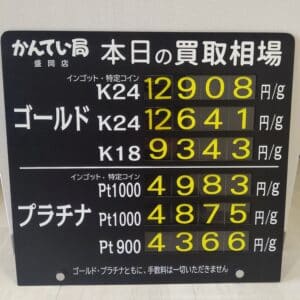 かんてい局
盛岡店
本日の買取相場
ゴールド
インゴット・特定コイン
K24 12908 円/g
K24 12641 円/g
K18 9343 円/g
プラチナ
インゴット・特定コイン
Pt1000 4983 円/g
Pt1000 4875 円/g
Pt900 4366 円/g
ゴールド・プラチナともに、手数料は一切いただきません